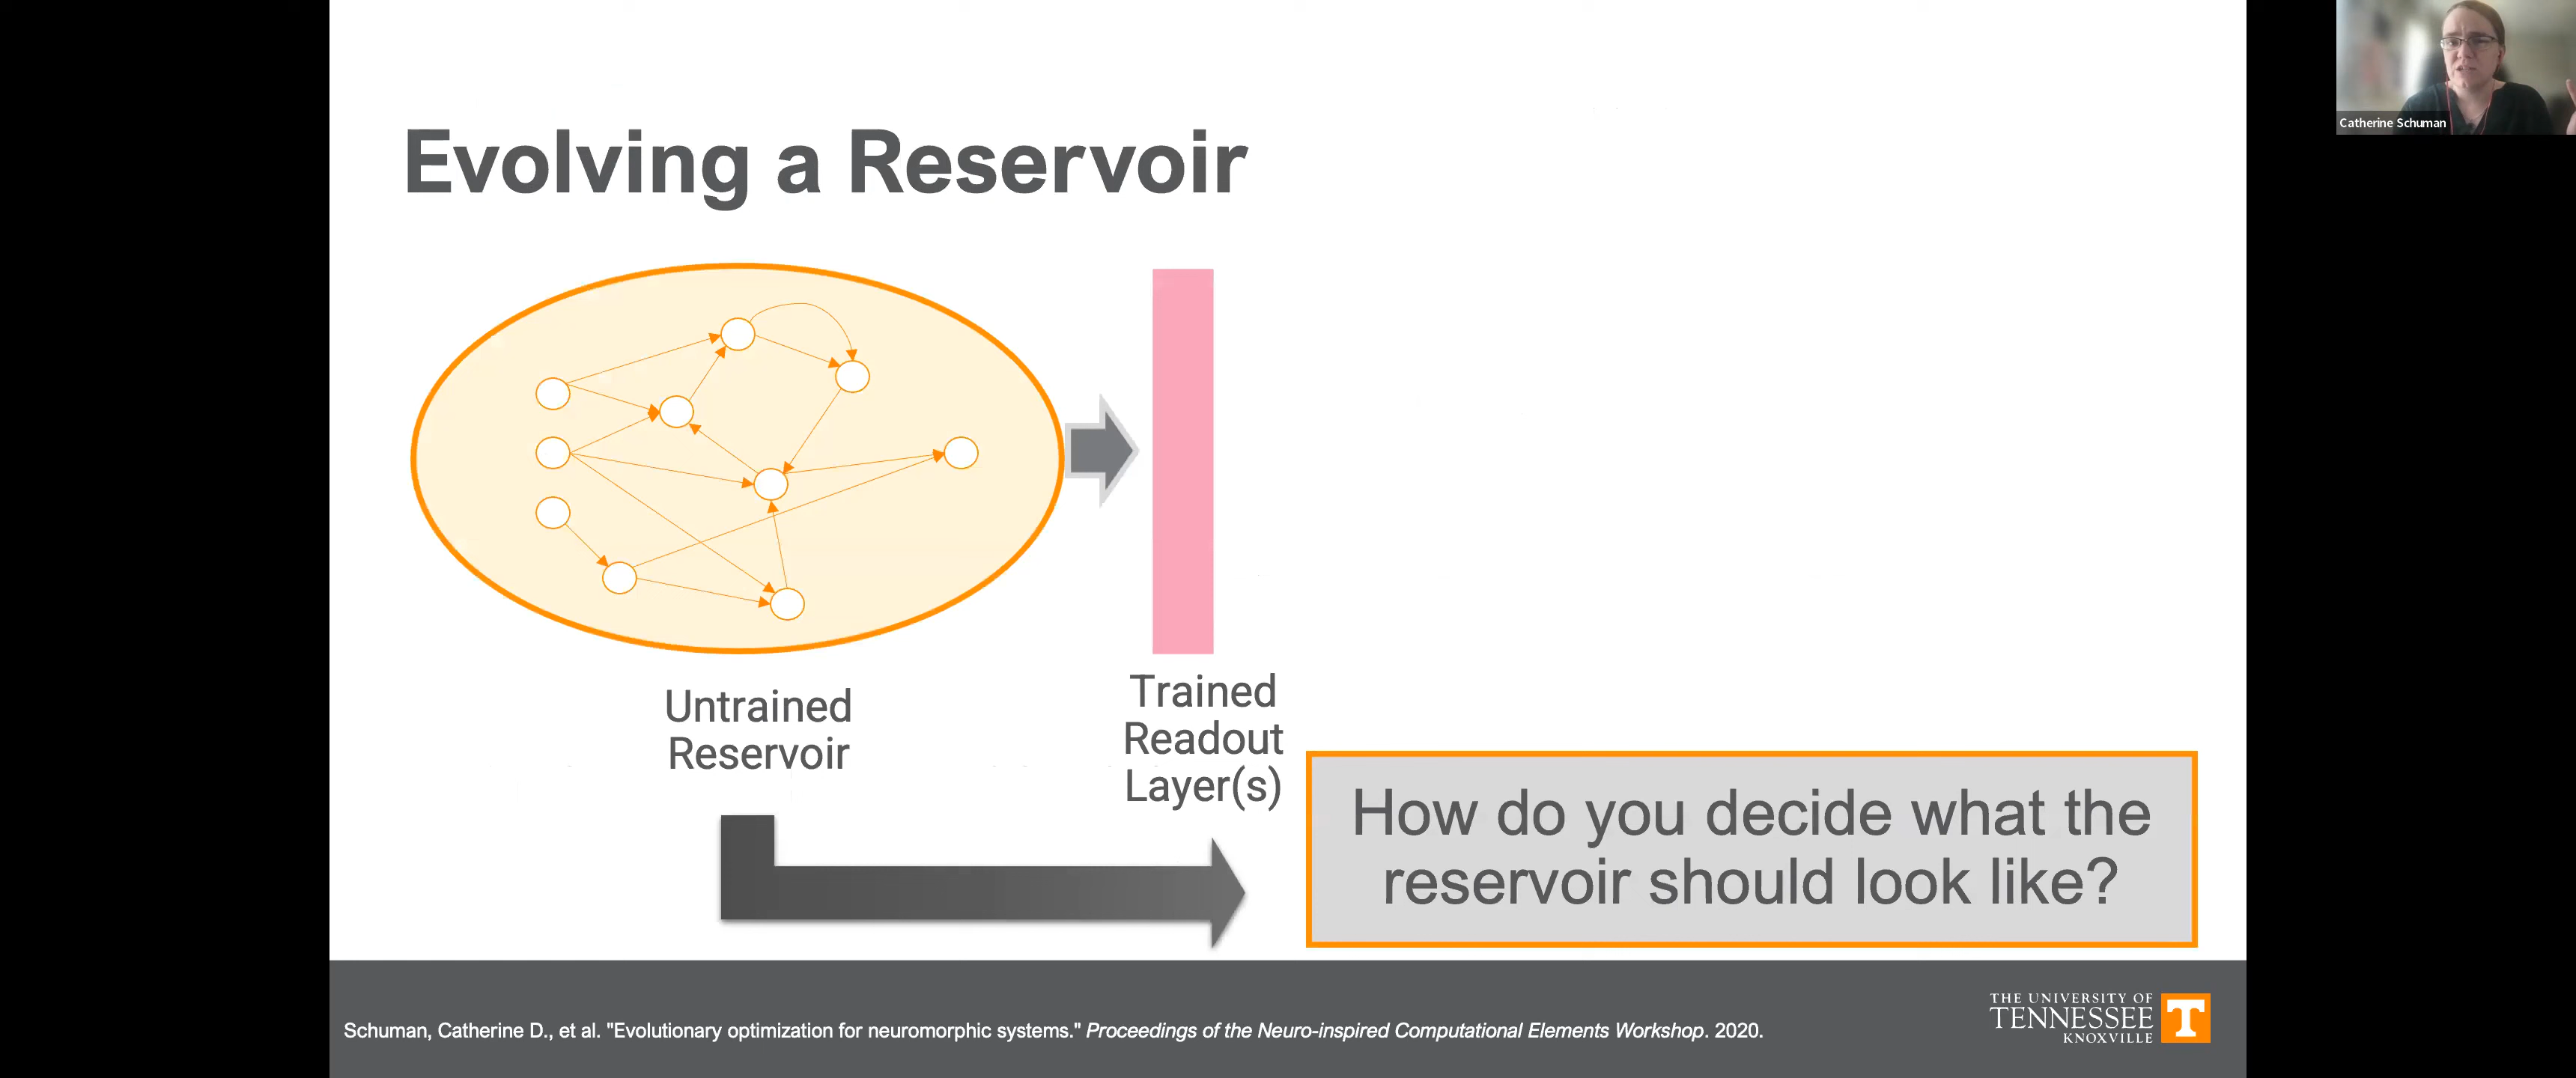 Catherine Schuman
Evolving a Reservoir
Untrained
Reservoir
Trained
Readout
Layer(s)
How do you decide what the
reservoir should look like?
Schuman, Catherine D., et al. "Evolutionary optimization for neuromorphic systems." Proceedings of the Neuro-inspired Computational Elements Workshop. 2020.
THE UNIVERSITY OF
TENNESSEE
KNOXVILLE
T